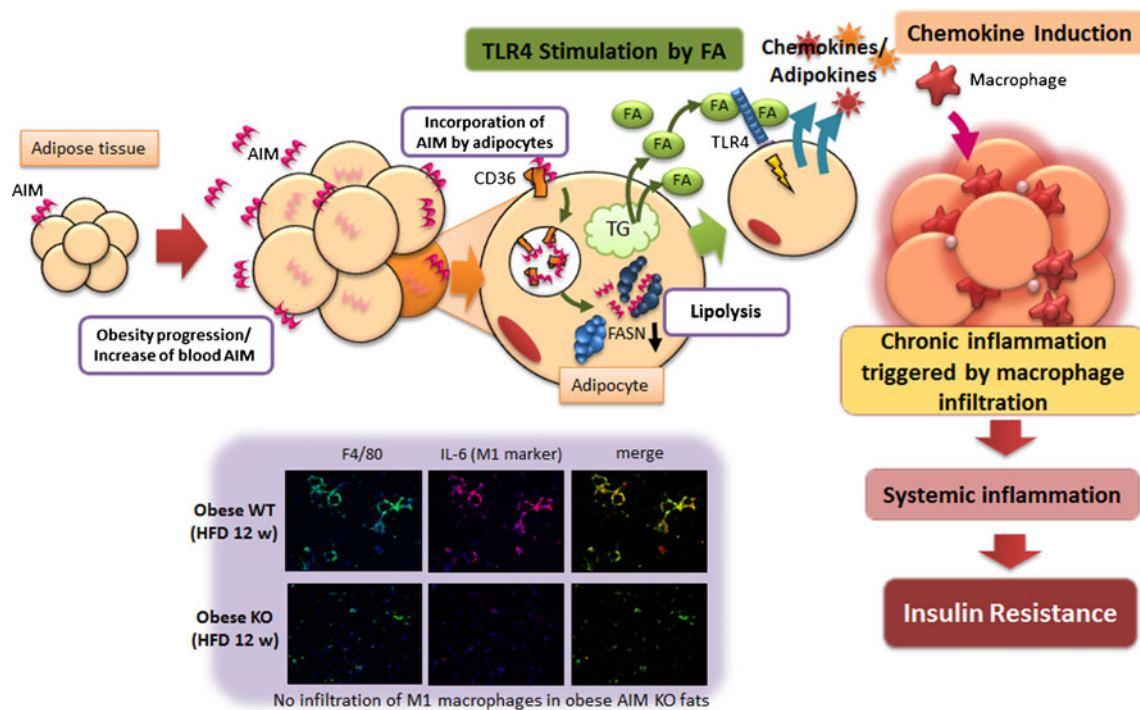 TLR4 Stimulation by FA
Chemokines/
Adipokines
Chemokine Induction
Macrophage
Adipose tissue
AIM
AIM
Incorporation of
AIM by adipocytes
CD36
FA
FA
FA
FA
FA
TLR4
TG
FASN
Lipolysis
Adipocyte
Obesity progression/
Increase of blood AIM
Chronic inflammation
triggered by macrophage
infiltration
Systemic inflammation
Insulin Resistance
F4/80
IL-6 (M1 marker)
merge
Obese WT
(HFD 12 w)
Obese KO
(HFD 12 w)
No infiltration of M1 macrophages in obese AIM KO fats